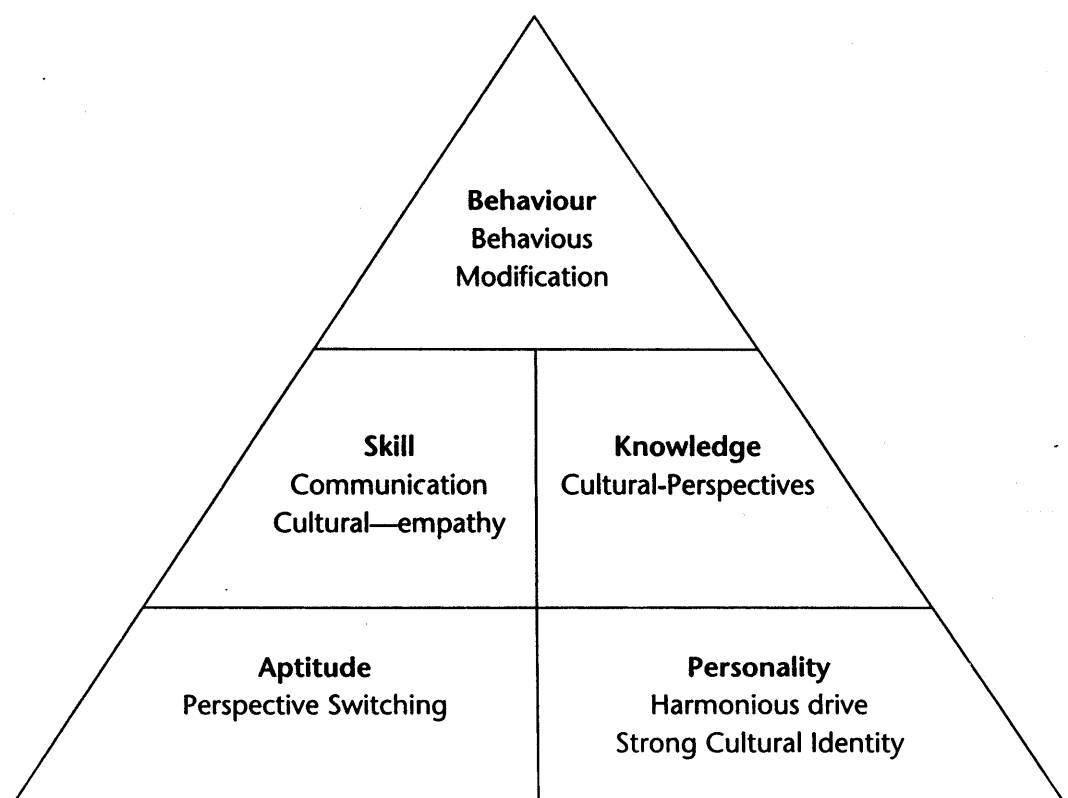 Behaviour
Behavious
Modification
Skill
Communication
Cultural—empathy
Knowledge
Cultural-Perspectives
Aptitude
Perspective Switching
Personality
Harmonious drive
Strong Cultural Identity